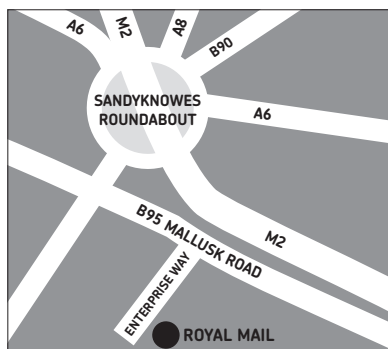 A6
M2
A8
B90
SANDYKNOWES
ROUNDABOUT
A6
B95 MALLUSK ROAD
M2
ENTERPRISE WAY
ROYAL MAIL